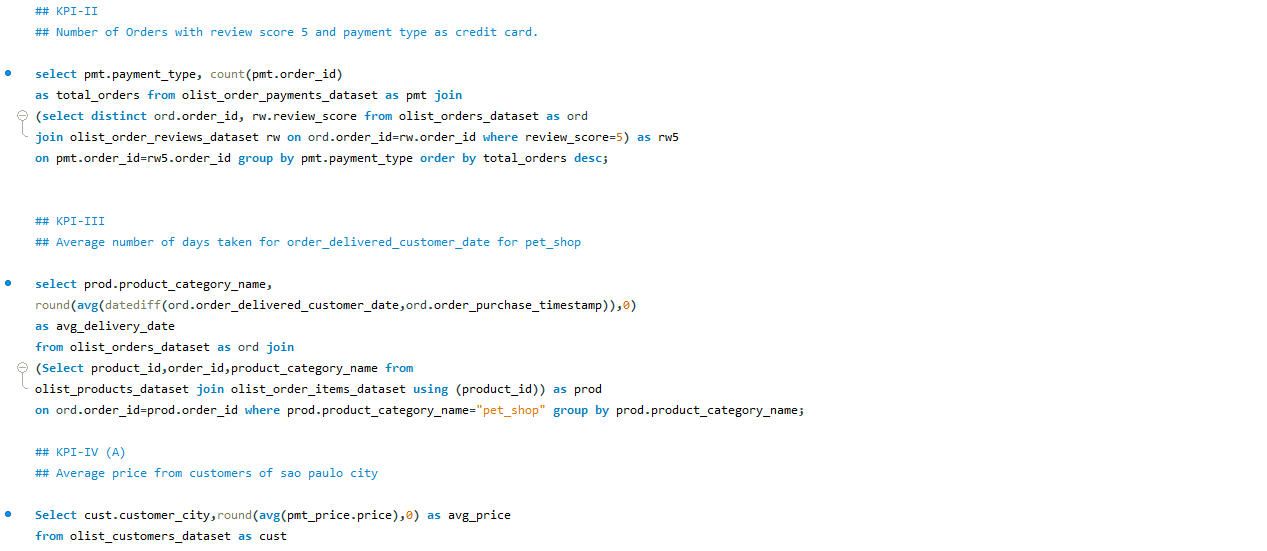 ## KPI-II
## Number of Orders with review score 5 and payment type as credit card.
select pmt.payment_type, count(pmt.order_id)
as total_orders from olist_order_payments_dataset as pmt join
(select distinct ord.order_id, rw.review_score from olist_orders_dataset as ord
join olist_order_reviews_dataset rw on ord.order_id=rw.order_id where review_score=5) as rw5
on pmt.order_id=rw5.order_id group by pmt.payment_type order by total_orders desc;
## KPI-III
## Average number of days taken for order_delivered_customer_date for pet_shop
select prod.product_category_name,
round(avg(datediff(ord.order_delivered_customer_date,ord.order_purchase_timestamp)),0)
as avg_delivery_date
from olist_orders_dataset as ord join
(Select product_id,order_id,product_category_name from
olist_products_dataset join olist_order_items_dataset using (product_id)) as prod
on ord.order_id=prod.order_id where prod.product_category_name="pet_shop" group by prod.product_category_name;
## KPI-IV (A)
## Average price from customers of sao paulo city
Select cust.customer_city,round(avg(pmt_price.price),0) as avg_price
from olist_customers_dataset as cust